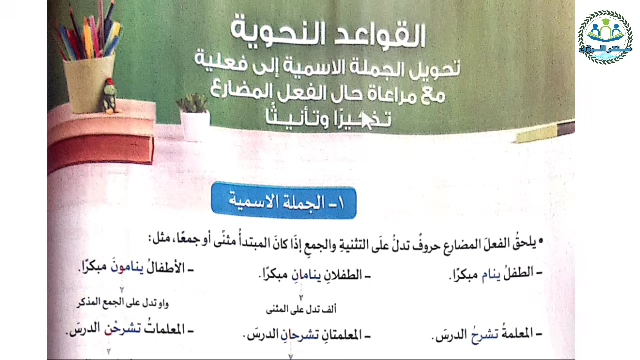 القواعد النحوية
تحويل الجملة الاسمية إلى فعلية
مع مراعاة حال الفعل المضارع
تذكيرًا وتأنيثًا
١- الجملة الاسمية
• يلحقُ الفعلَ المضارع حروفٌ تدلُّ علَى التثنيةِ والجمعِ إذَا كانَ المبتدأُ مثنًى أو جمعًا، مثل:
- الطفلُ ينام مبكرًا. - الطفلانِ ينامانِ مبكرًا. - الأطفالُ ينامونَ مبكرًا.
ألف تدل على المثنى واو تدل على الجمع المذكر
- المعلمةُ تشرحُ الدرسَ. - المعلمتانِ تشرحانِ الدرسَ. - المعلماتُ تشرحْن الدرسَ.